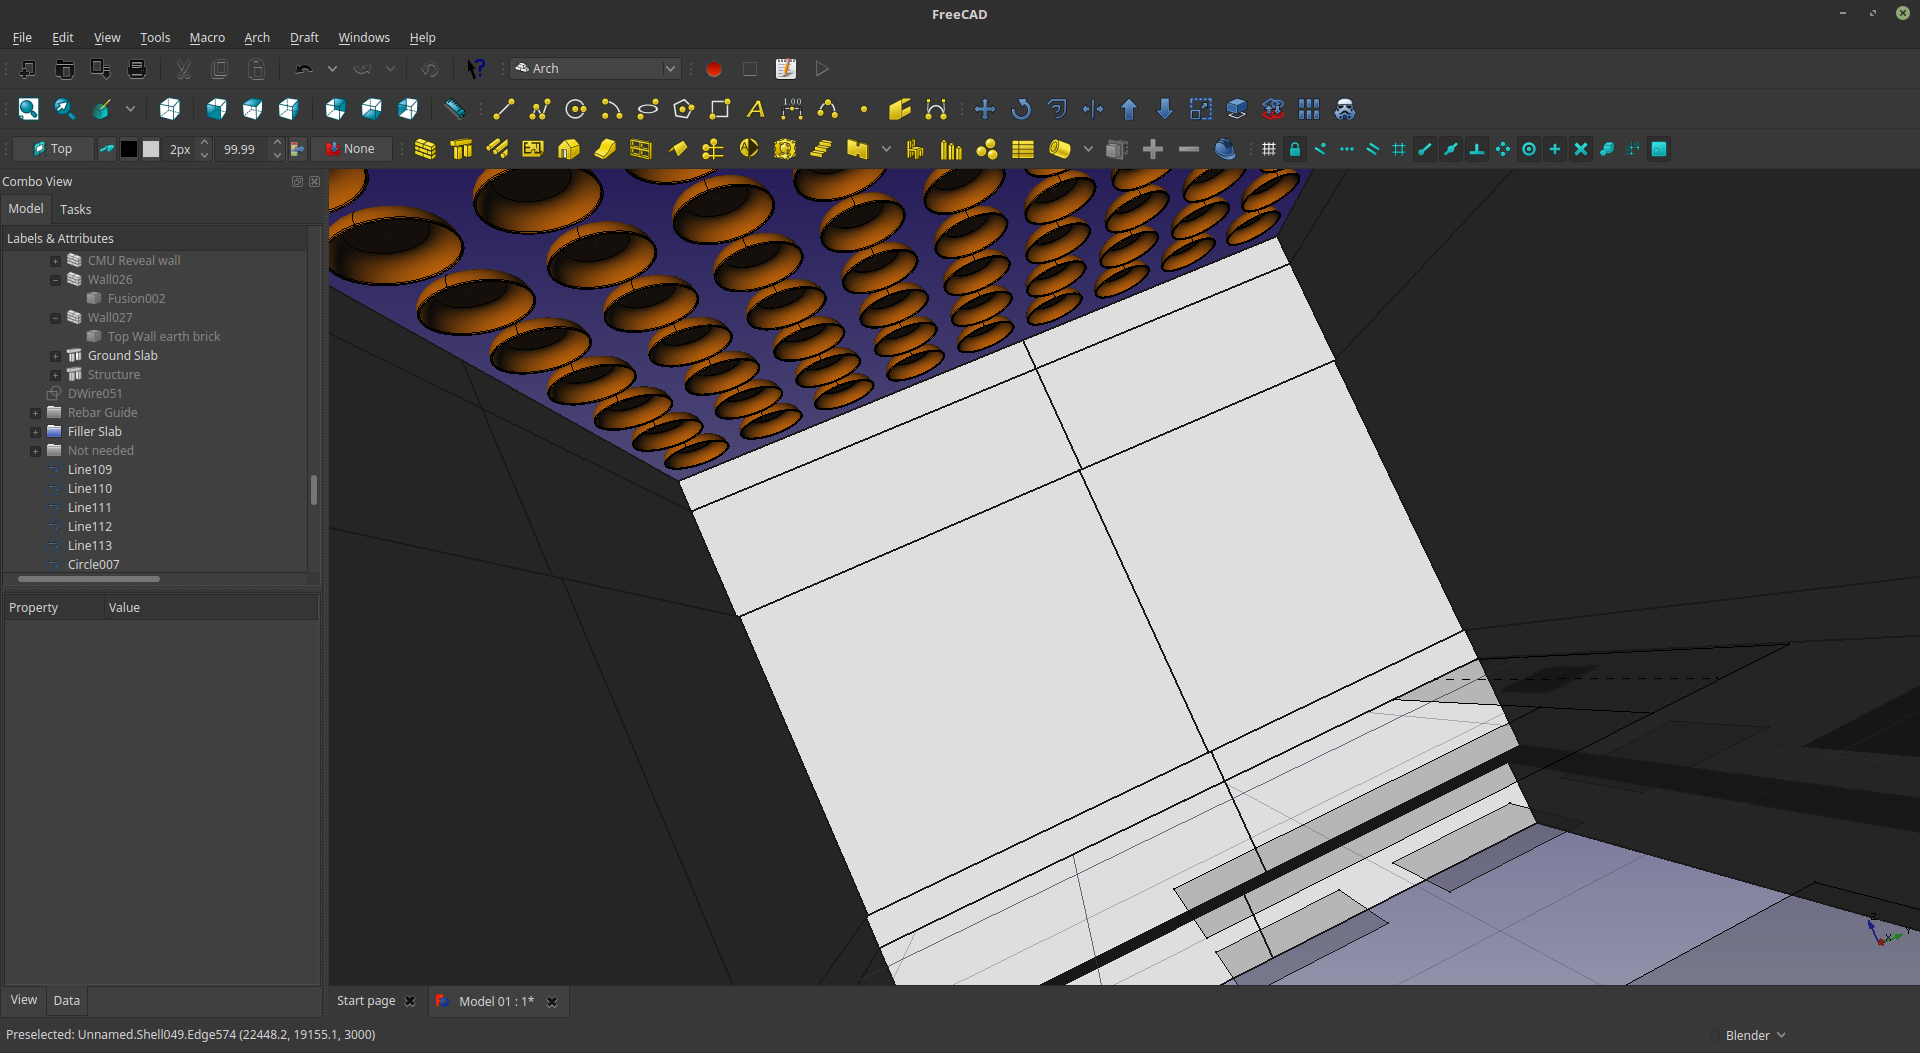 FreeCAD
File Edit View Tools Macro Arch Draft Windows Help
Arch
1.00
Top 2px 99.99 None
Combo View
Model Tasks
Labels & Attributes
CMU Reveal wall
Wall026
Fusion002
Wall027
Top Wall earth brick
Ground Slab
Structure
DWire051
Rebar Guide
Filler Slab
Not needed
Line109
Line110
Line111
Line112
Line113
Circle007
Property Value
View Data
Start page Model 01 : 1*
Preselected: Unnamed.Shell049.Edge574 (22448.2, 19155.1, 3000)
Blender